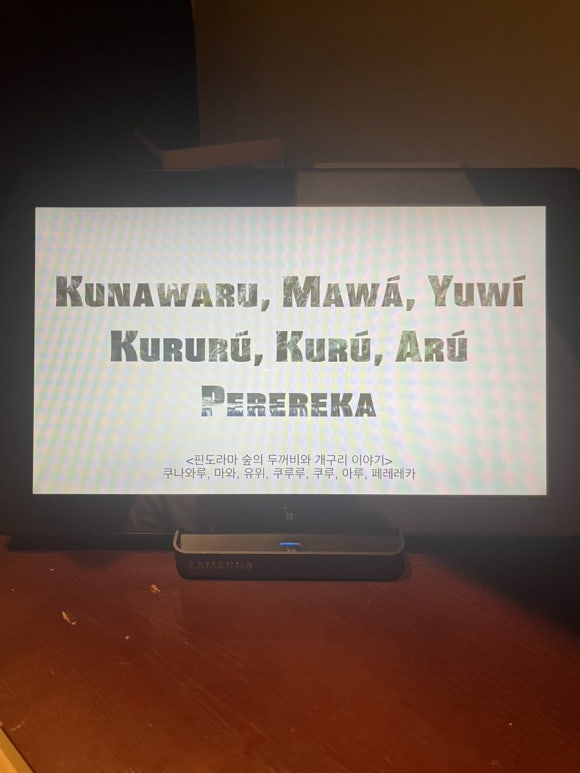 KUNAWARU, MAWÁ, YUWÍ
KURURÚ, KURÚ, ARÚ
PEREREKA
<핀도라마 숲의 두꺼비와 개구리 이야기>
쿠나와루, 마와, 유위, 쿠루루, 쿠루, 아루, 페레레카
SAMSUNG